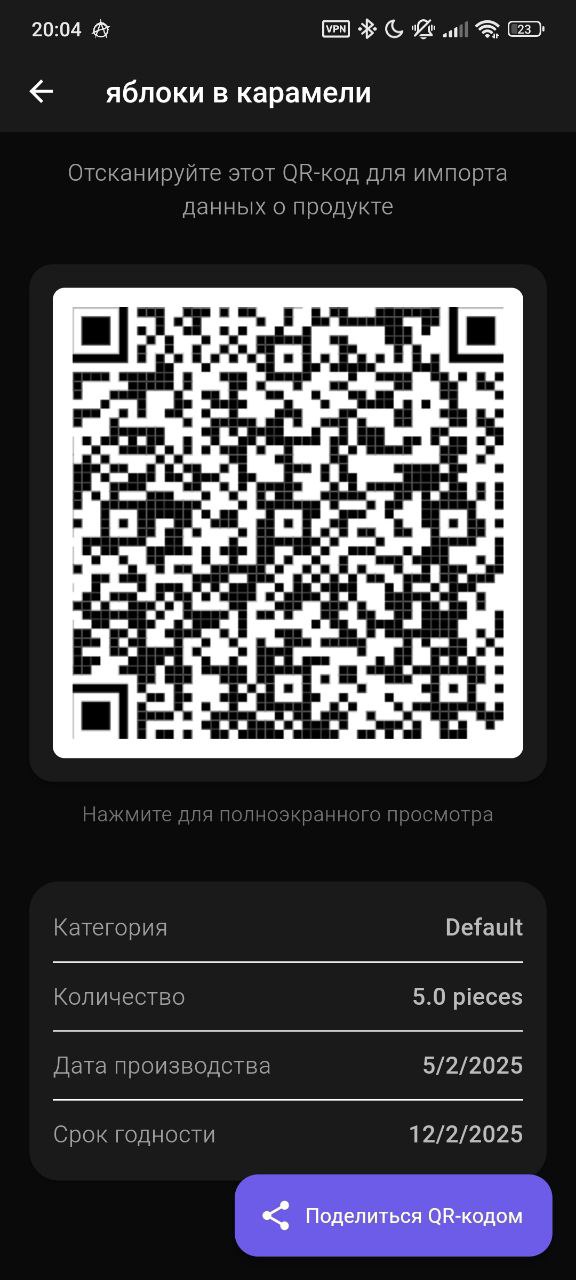 20:04
VPN
23
яблоки в карамели
Отсканируйте этот QR-код для импорта
данных о продукте
Нажмите для полноэкранного просмотра
Категория Default
Количество 5.0 pieces
Дата производства 5/2/2025
Срок годности 12/2/2025
Поделиться QR-кодом